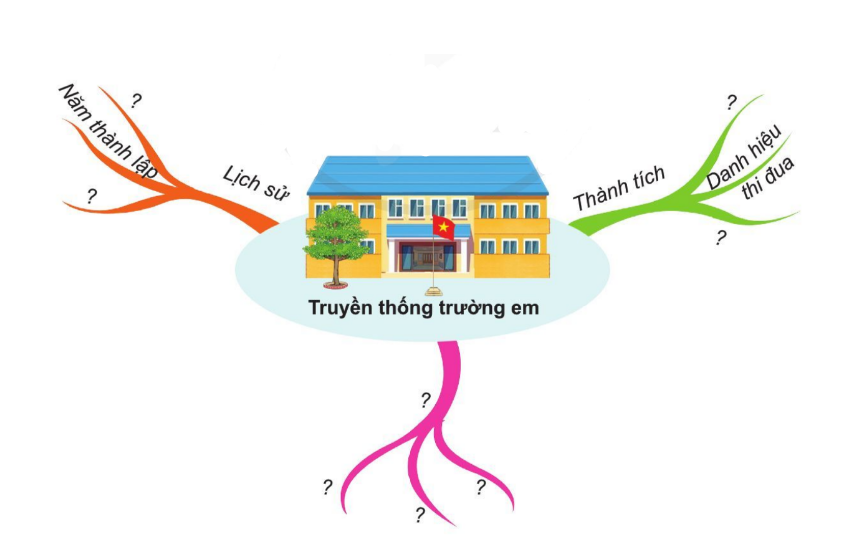 ?
Năm thành lập
?
Lịch sử
Thành tích
?
Danh hiệu
thi đua
?
Truyền thống trường em
?
?
?
?